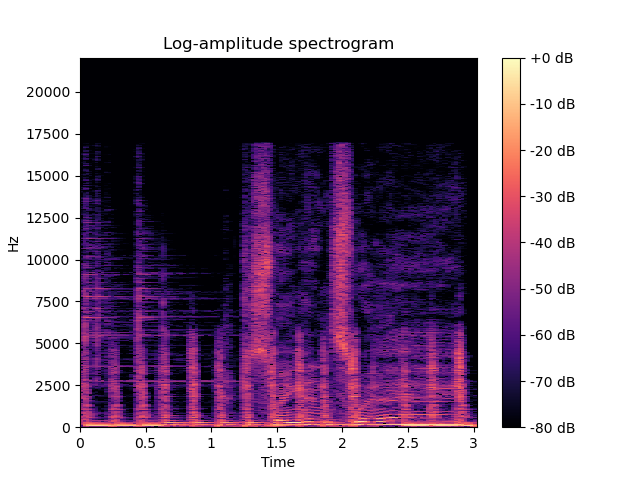 Log-amplitude spectrogram
Hz
20000
17500
15000
12500
10000
7500
5000
2500
0
0 0.5 1 1.5 2 2.5 3
Time
+0 dB
-10 dB
-20 dB
-30 dB
-40 dB
-50 dB
-60 dB
-70 dB
-80 dB